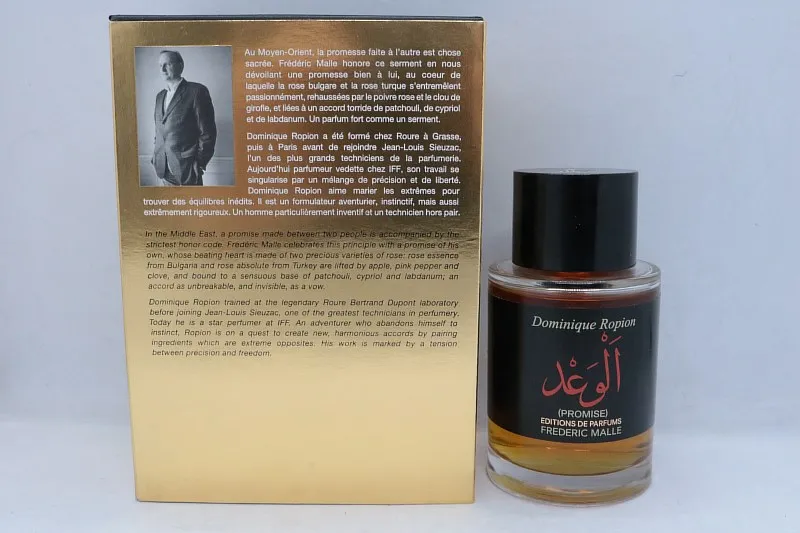 Au Moyen-Orient, la promesse faite à l'autre est chose
sacrée. Frédéric Malle honore ce serment en nous
dévoilant une promesse bien à lui, au coeur de
laquelle la rose bulgare et la rose turque s'entremêlent
passionnément, rehaussées par le poivre rose et le clou de
girofle, et liées à un accord torride de patchouli, de cypriol
et de labdanum. Un parfum fort comme un serment.
Dominique Ropion a été formé chez Roure à Grasse,
puis à Paris avant de rejoindre Jean-Louis Sieuzac,
l'un des plus grands techniciens de la parfumerie.
Aujourd'hui parfumeur vedette chez IFF, son travail se
singularise par un mélange de précision et de liberté.
Dominique Ropion aime marier les extrêmes pour
trouver des équilibres inédits. Il est un formulateur aventurier, instinctif, mais aussi
extrêmement rigoureux. Un homme particulièrement inventif et un technicien hors pair.
In the Middle East, a promise made between two people is accompanied by the
strictest honor code. Frédéric Malle celebrates this principle with a promise of his
own, whose beating heart is made of two precious varieties of rose: rose essence
from Bulgaria and rose absolute from Turkey are lifted by apple, pink pepper and
clove, and bound to a sensuous base of patchouli, cypriol and labdanum; an
accord as unbreakable, and invisible, as a vow.
Dominique Ropion trained at the legendary Roure Bertrand Dupont laboratory
before joining Jean-Louis Sieuzac, one of the greatest technicians in perfumery.
Today he is a star perfumer at IFF. An adventurer who abandons himself to
instinct, Ropion is on a quest to create new, harmonious accords by pairing
ingredients which are extreme opposites. His work is marked by a tension
between precision and freedom.
Dominique Ropion
الْوَعْد
(PROMISE)
EDITIONS DE PARFUMS
FREDERIC MALLE